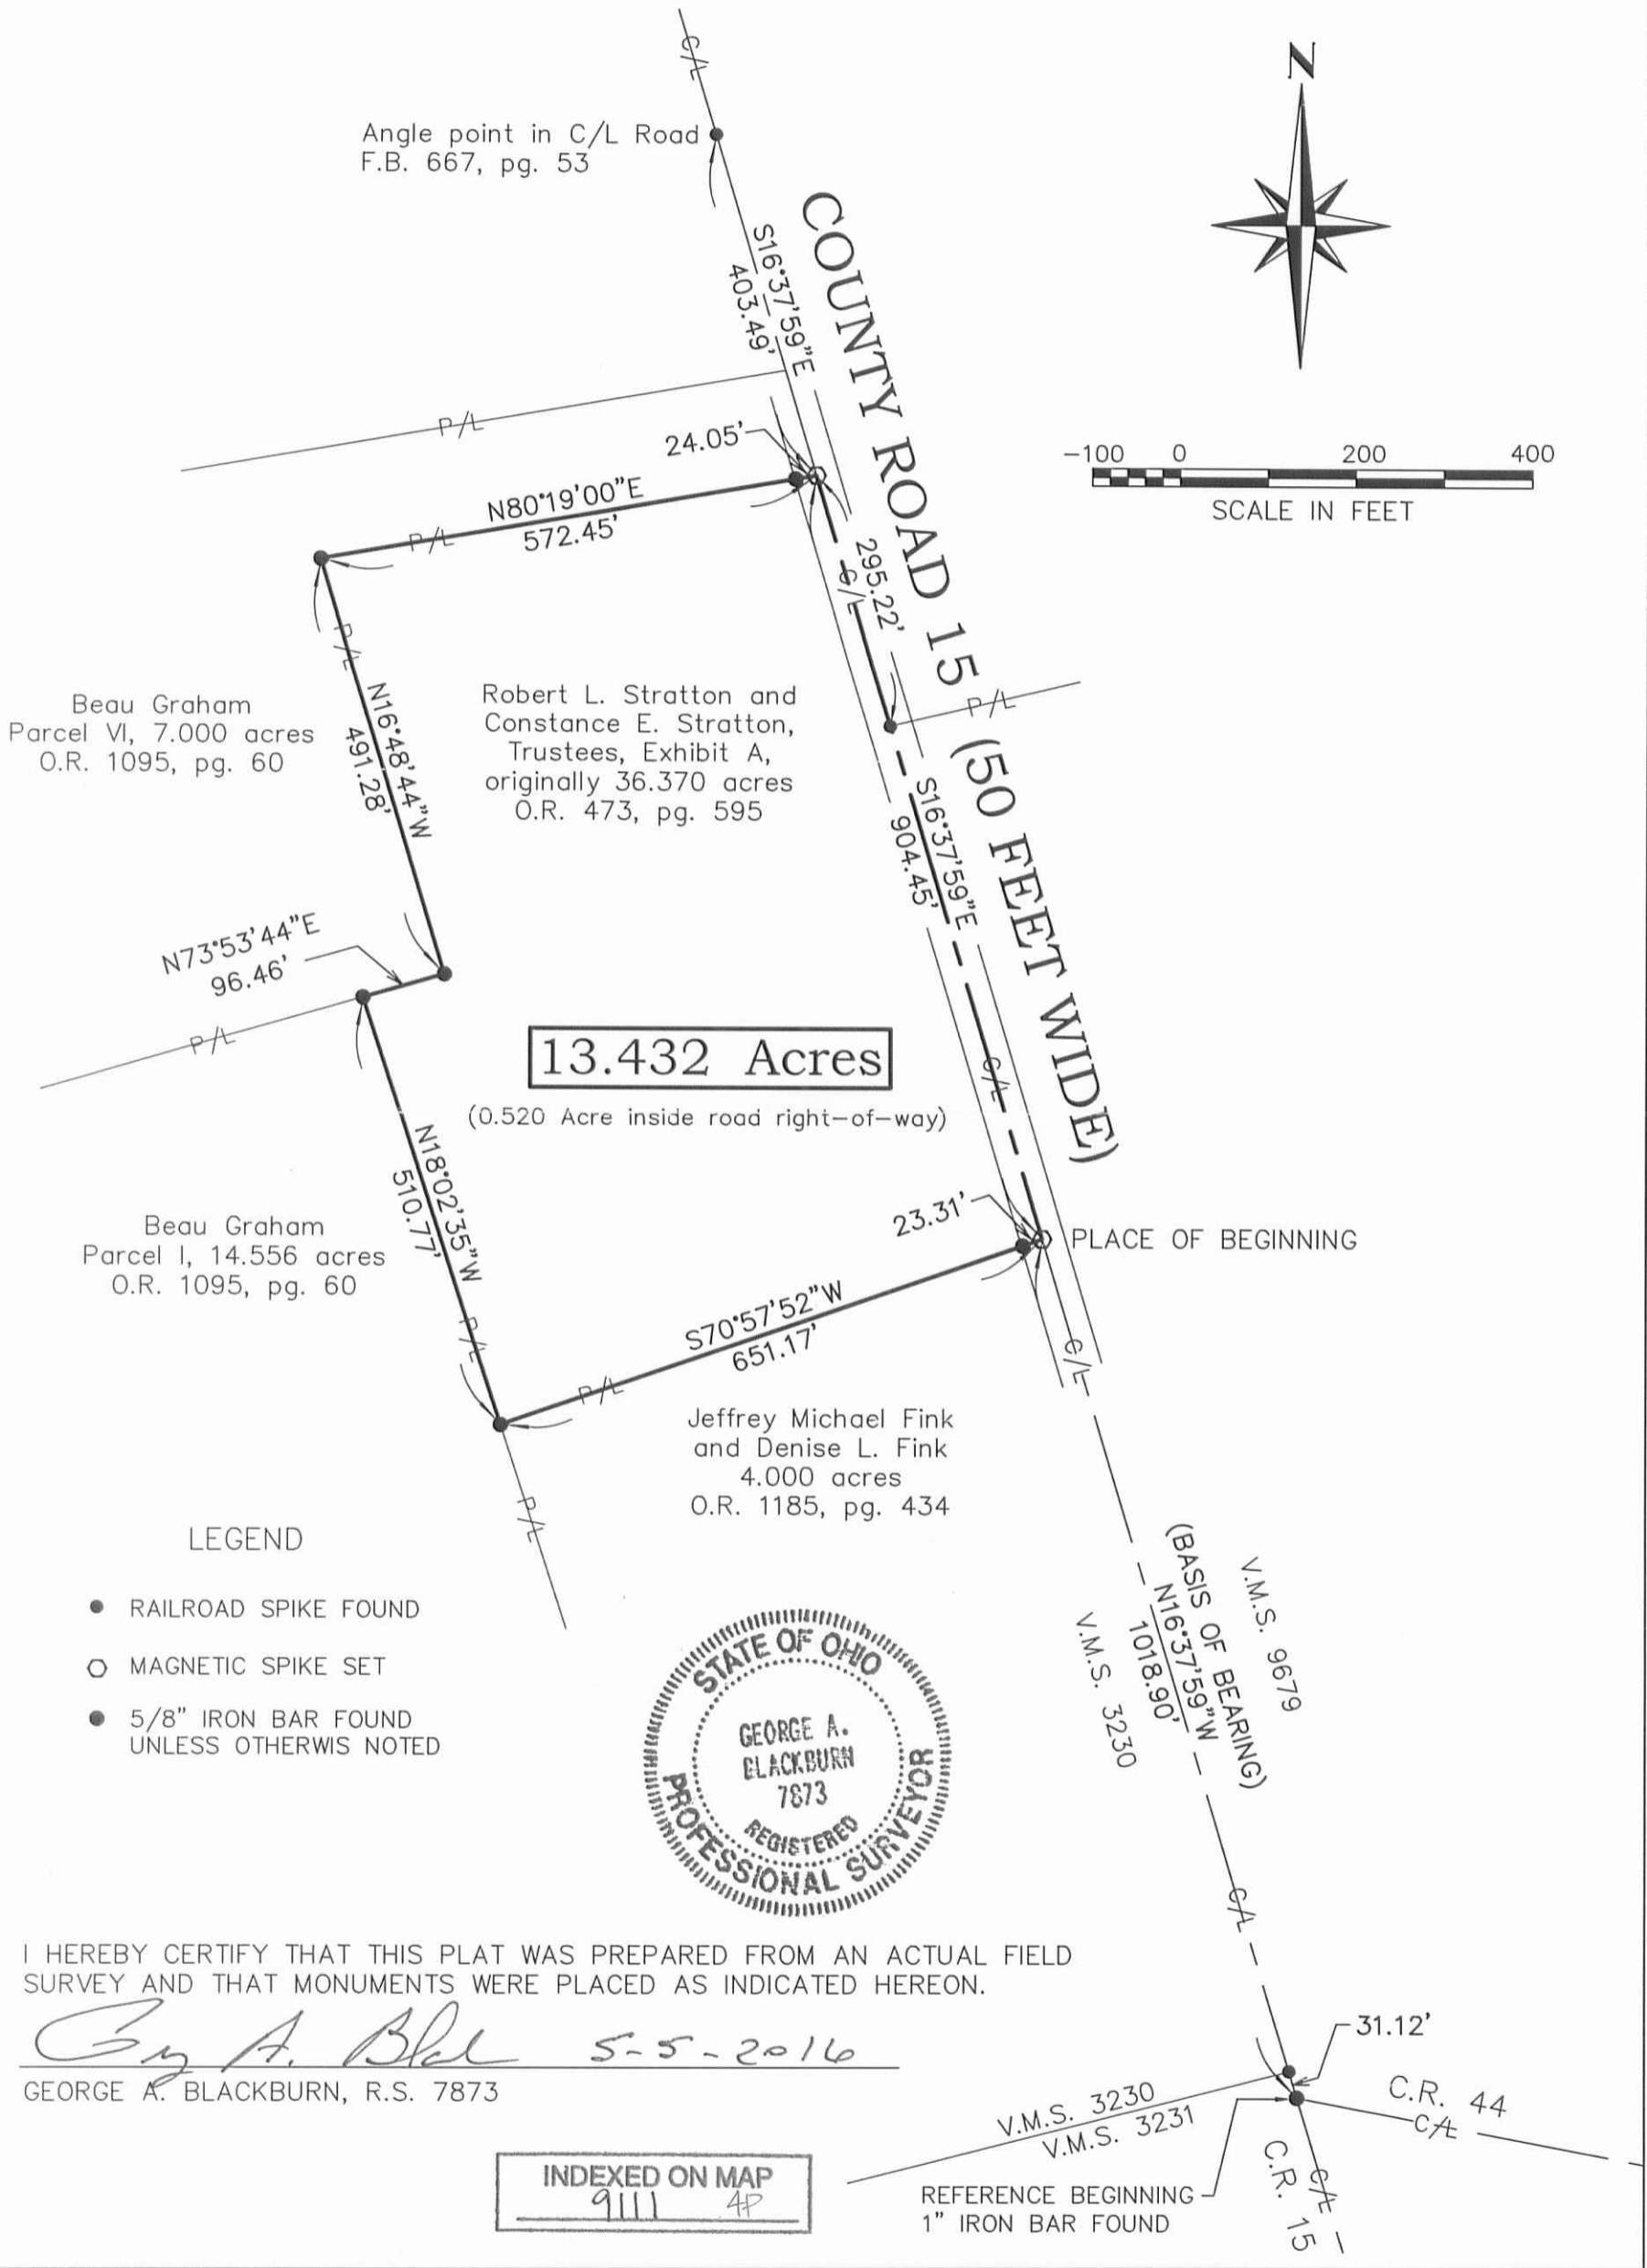 N
C/L
Angle point in C/L Road
F.B. 667, pg. 53
S16°37'59"E
403.49'
COUNTY ROAD 15 (50 FEET WIDE)
-100 0 200 400
SCALE IN FEET
P/L
24.05'
N80°19'00"E
572.45'
P/L
C/L
295.22'
P/L
P/L
N16°48'44"W
491.28'
Beau Graham
Parcel VI, 7.000 acres
O.R. 1095, pg. 60
Robert L. Stratton and
Constance E. Stratton,
Trustees, Exhibit A,
originally 36.370 acres
O.R. 473, pg. 595
S16°37'59"E
904.45'
N73°53'44"E
96.46'
P/L
13.432 Acres
(0.520 Acre inside road right-of-way)
C/L
N18°02'35"W
510.77'
Beau Graham
Parcel I, 14.556 acres
O.R. 1095, pg. 60
P/L
23.31'
PLACE OF BEGINNING
S70°57'52"W
651.17'
P/L
C/L
Jeffrey Michael Fink
and Denise L. Fink
4.000 acres
O.R. 1185, pg. 434
P/L
LEGEND
RAILROAD SPIKE FOUND
MAGNETIC SPIKE SET
5/8" IRON BAR FOUND
UNLESS OTHERWIS NOTED
STATE OF OHIO
GEORGE A.
BLACKBURN
7873
REGISTERED
PROFESSIONAL SURVEYOR
V.M.S. 9679
(BASIS OF BEARING)
N16°37'59"W
1018.90'
V.M.S. 3230
C/L
I HEREBY CERTIFY THAT THIS PLAT WAS PREPARED FROM AN ACTUAL FIELD
SURVEY AND THAT MONUMENTS WERE PLACED AS INDICATED HEREON.
5-5-2016
GEORGE A. BLACKBURN, R.S. 7873
31.12'
V.M.S. 3230
V.M.S. 3231
C.R. 44
C/L
C.R. 15
C/L
REFERENCE BEGINNING
1" IRON BAR FOUND
INDEXED ON MAP
9111 4P